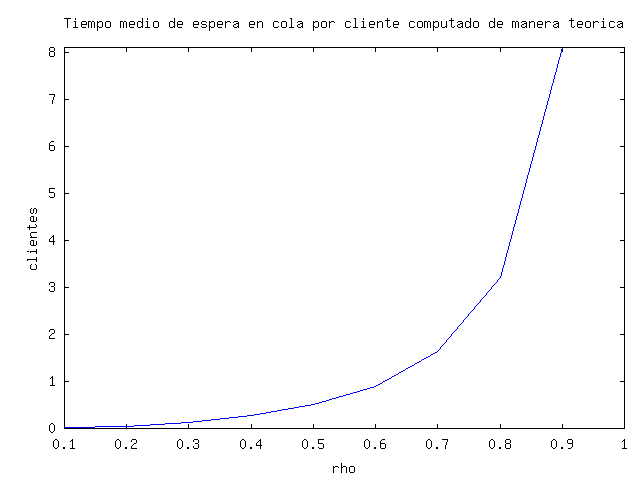 Tiempo medio de espera en cola por cliente computado de manera teorica
8
7
6
5
4
3
2
1
0
clientes
0.1 0.2 0.3 0.4 0.5 0.6 0.7 0.8 0.9 1
rho